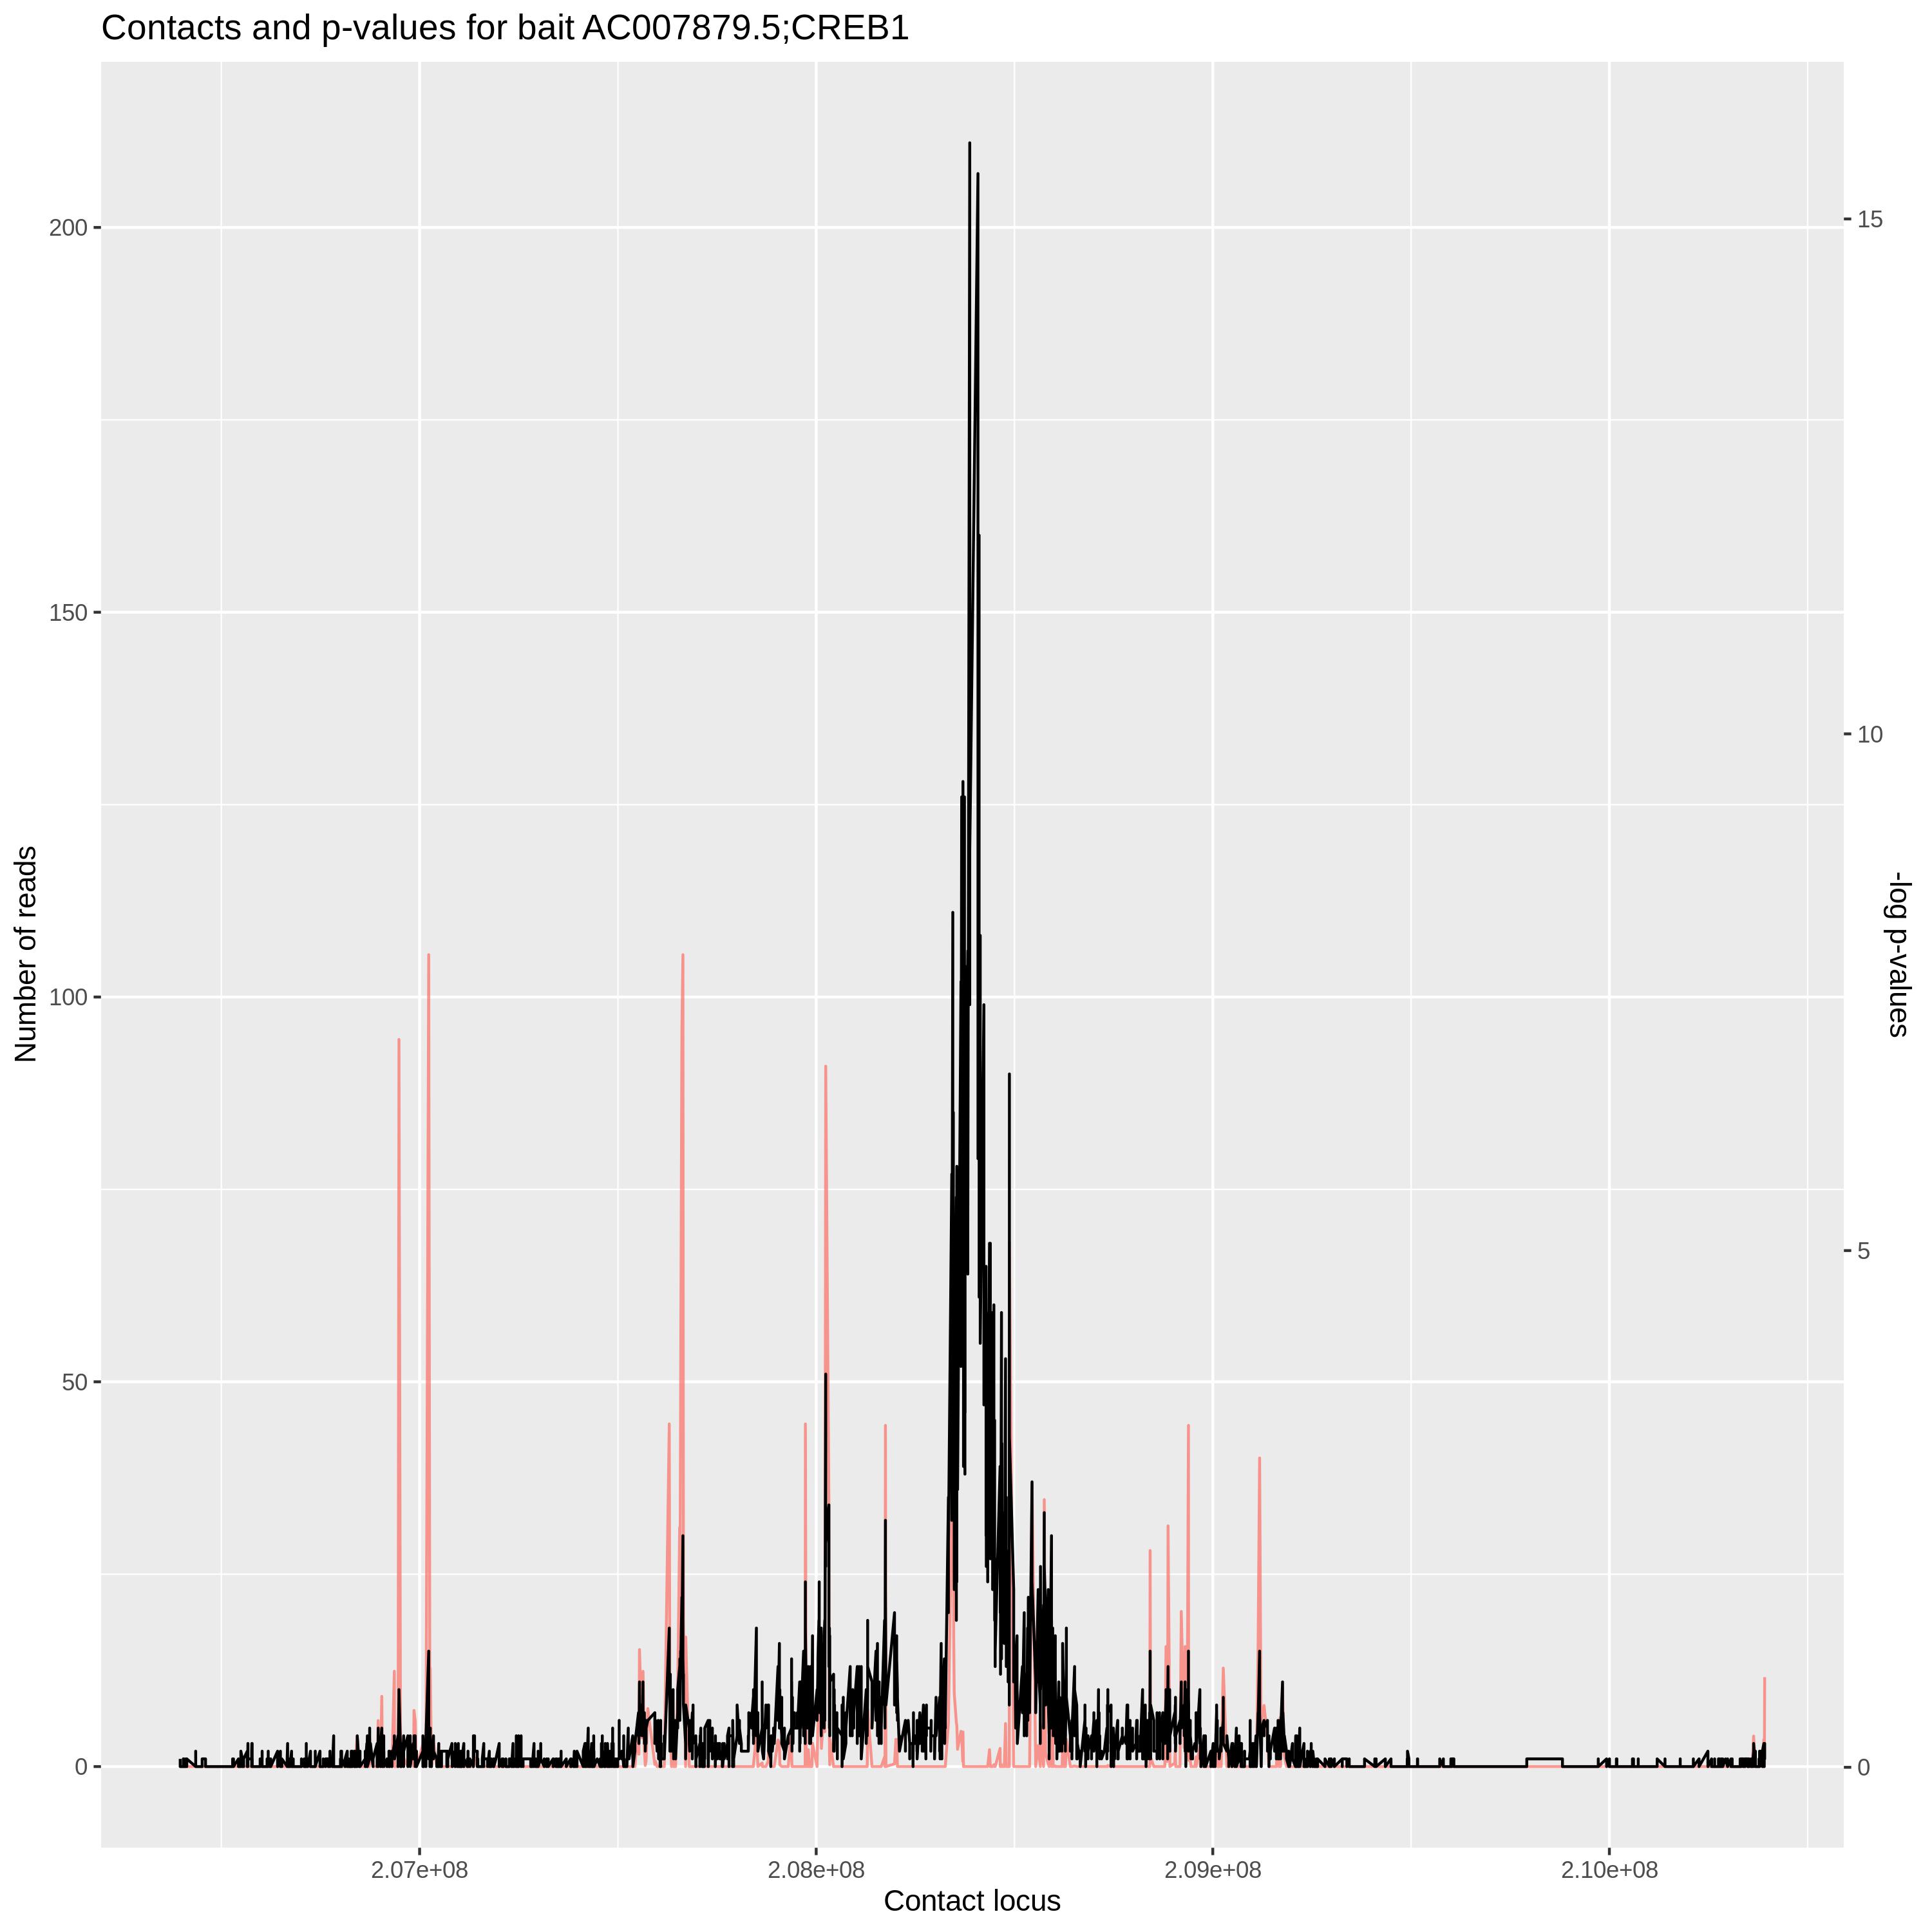 Contacts and p-values for bait AC007879.5;CREB1
200
150
100
50
0
Number of reads
15
10
5
0
-log p-values
2.07e+08
2.08e+08
2.09e+08
2.10e+08
Contact locus